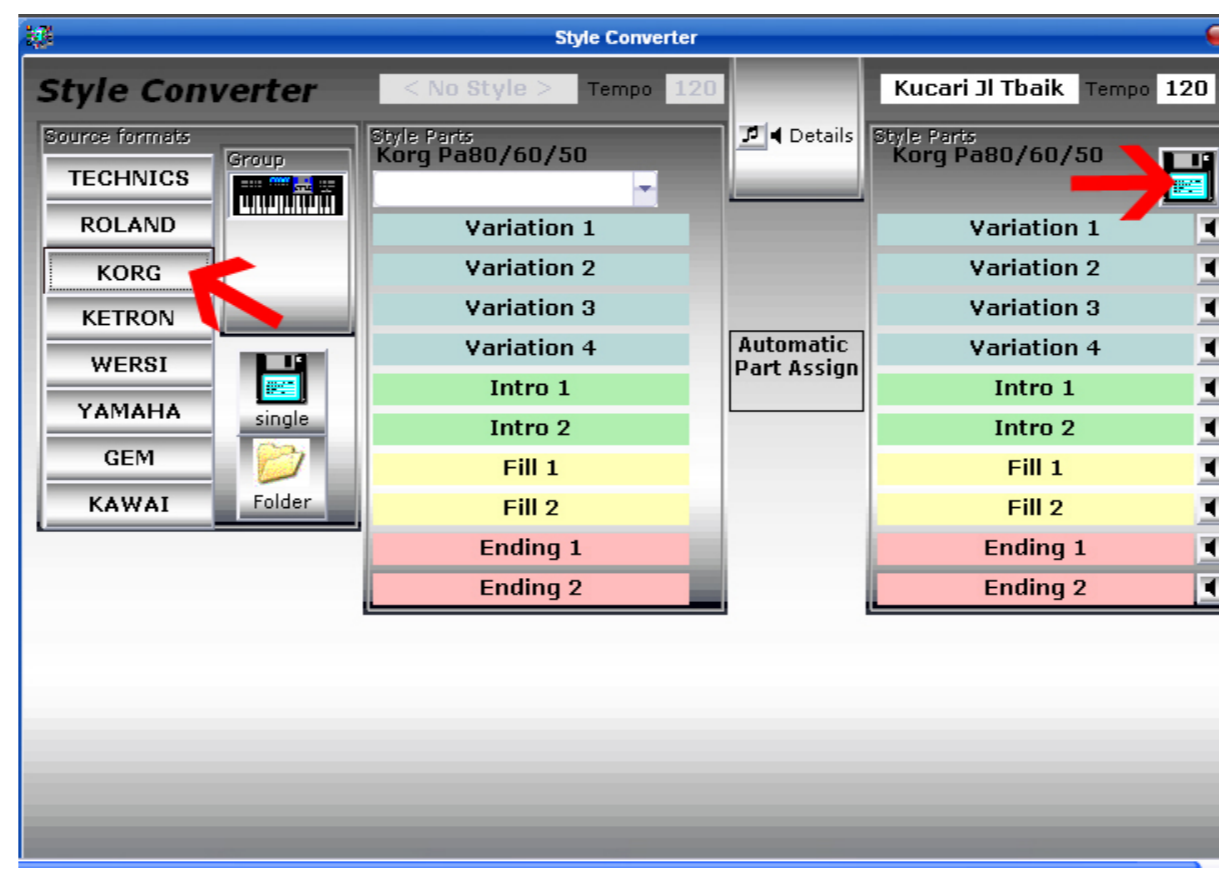 Style Converter
Style Converter
< No Style >
Tempo
120
Kucari Jl Tbaik
Tempo
120
Source formats
TECHNICS
ROLAND
KORG
KETRON
WERSI
YAMAHA
GEM
KAWAI
Group
single
Folder
Style Parts
Korg Pa80/60/50
Variation 1
Variation 2
Variation 3
Variation 4
Intro 1
Intro 2
Fill 1
Fill 2
Ending 1
Ending 2
Details
Automatic
Part Assign
Style Parts
Korg Pa80/60/50
Variation 1
Variation 2
Variation 3
Variation 4
Intro 1
Intro 2
Fill 1
Fill 2
Ending 1
Ending 2